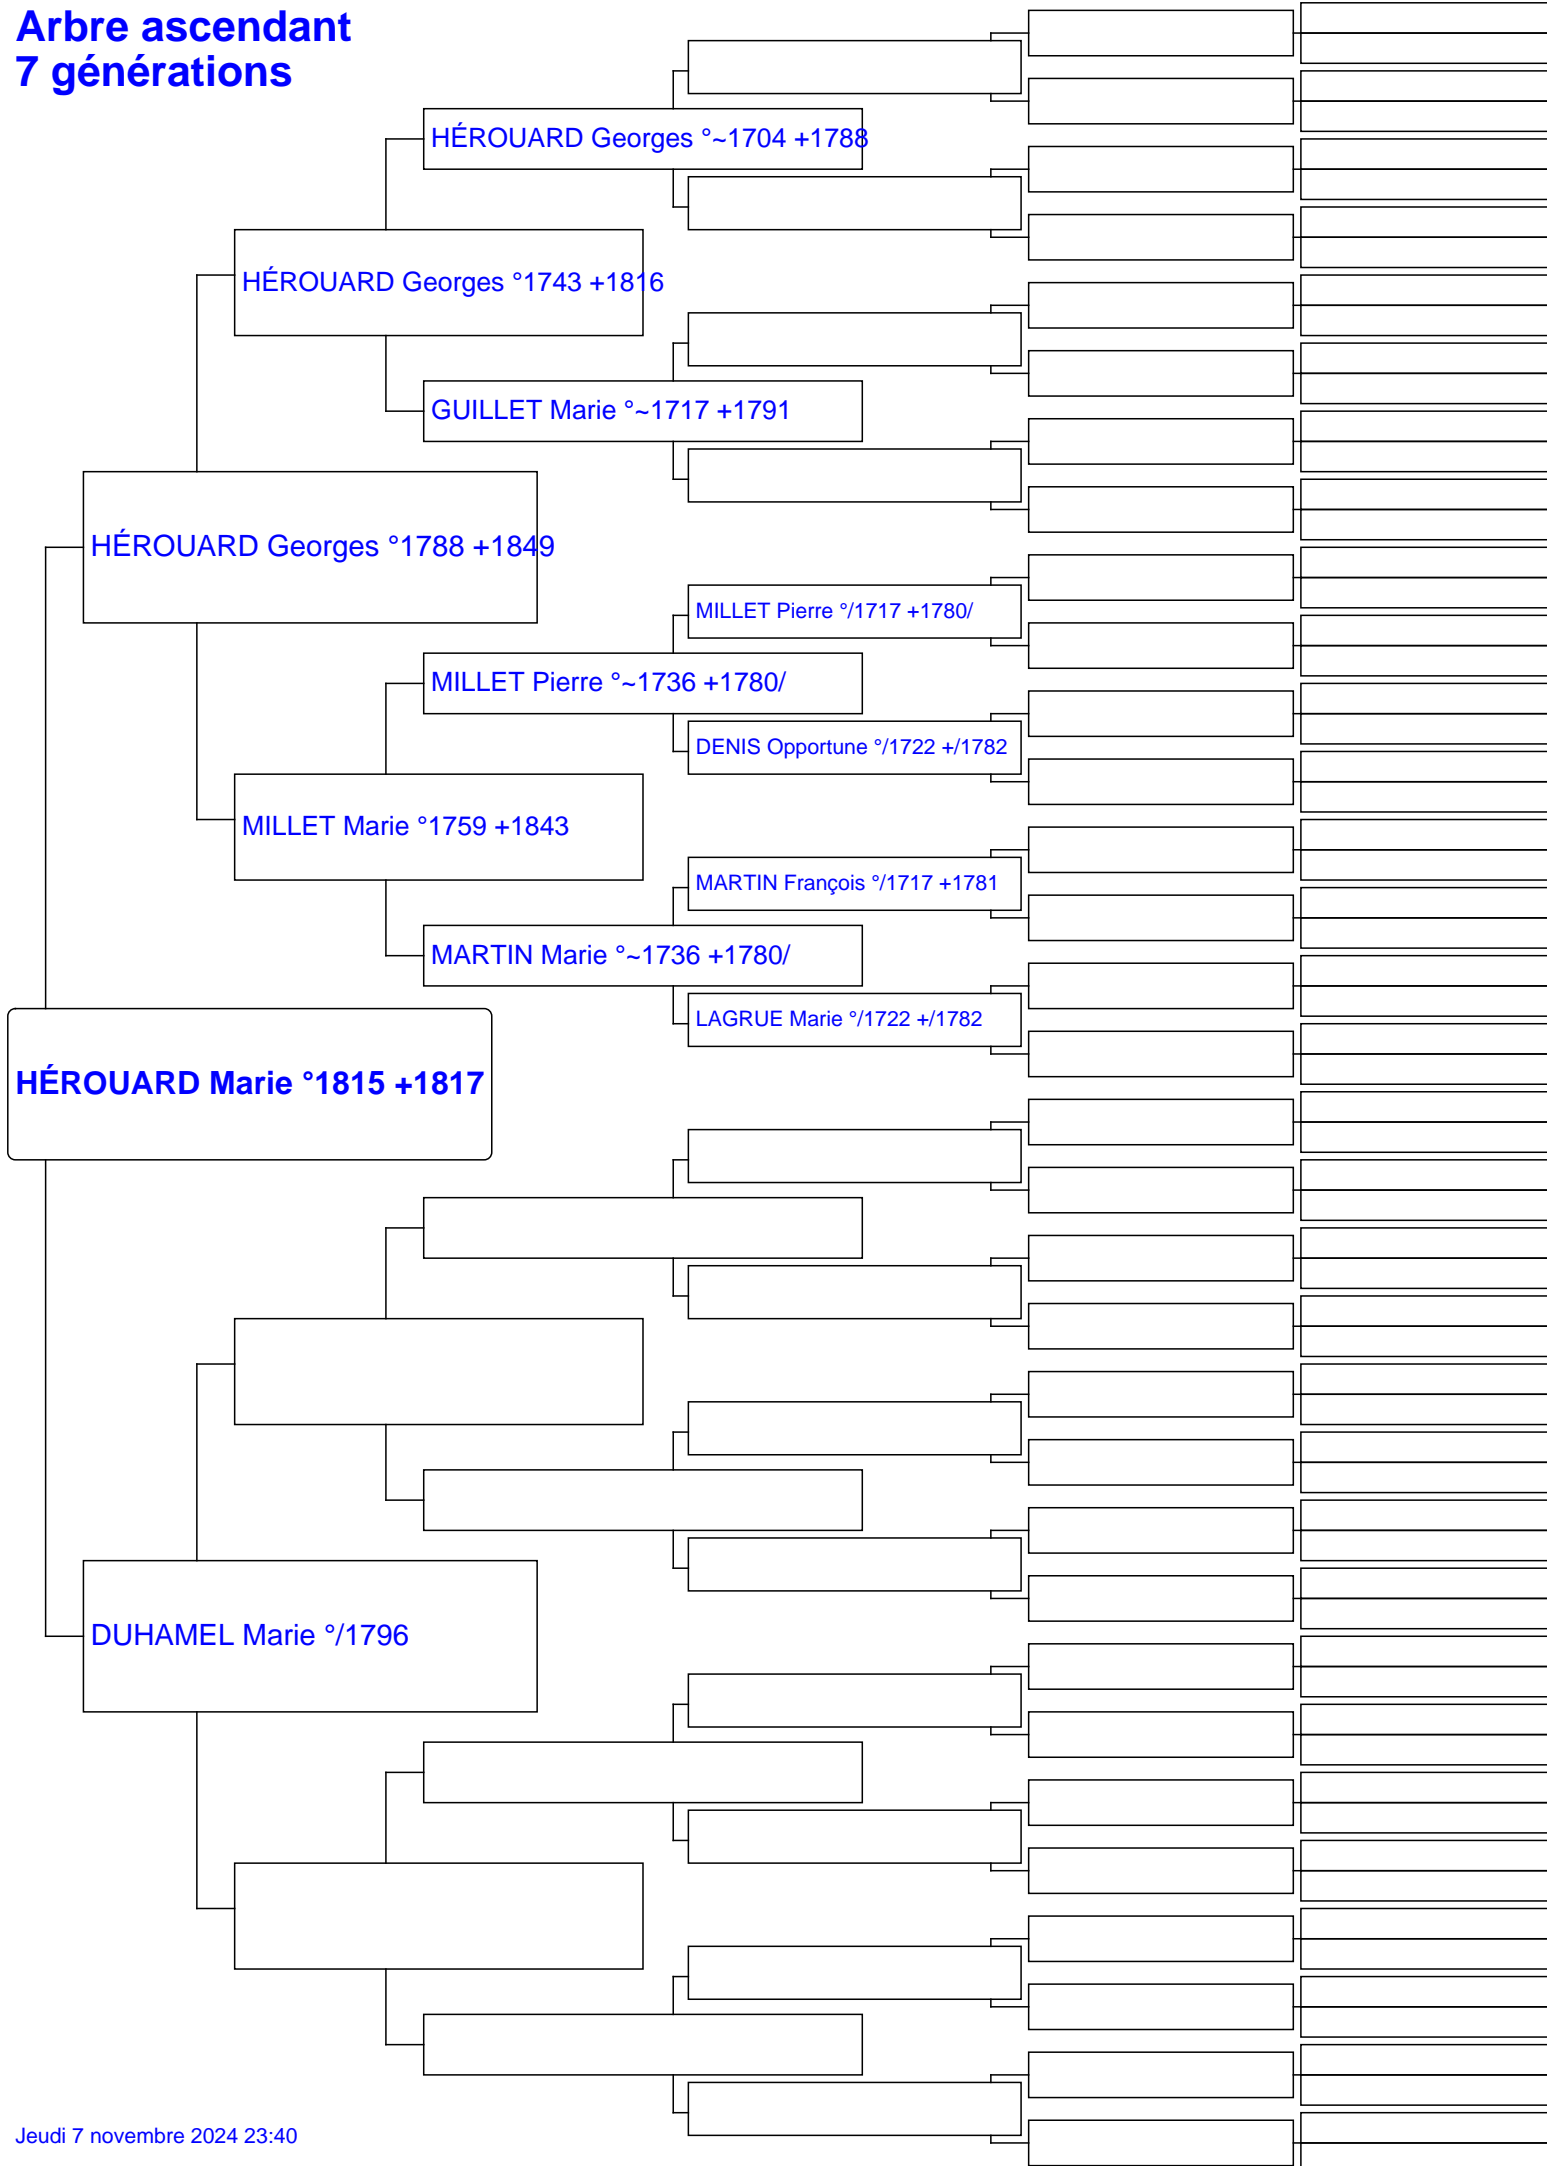 Arbre ascendant
7 générations
HÉROUARD Georges °~1704 +1788
HÉROUARD Georges °1743 +1816
GUILLET Marie °~1717 +1791
HÉROUARD Georges °1788 +1849
MILLET Pierre °/1717 +1780/
MILLET Pierre °~1736 +1780/
DENIS Opportune °/1722 +/1782
MILLET Marie °1759 +1843
MARTIN François °/1717 +1781
MARTIN Marie °~1736 +1780/
LAGRUE Marie °/1722 +/1782
HÉROUARD Marie °1815 +1817
DUHAMEL Marie °/1796
Jeudi 7 novembre 2024 23:40